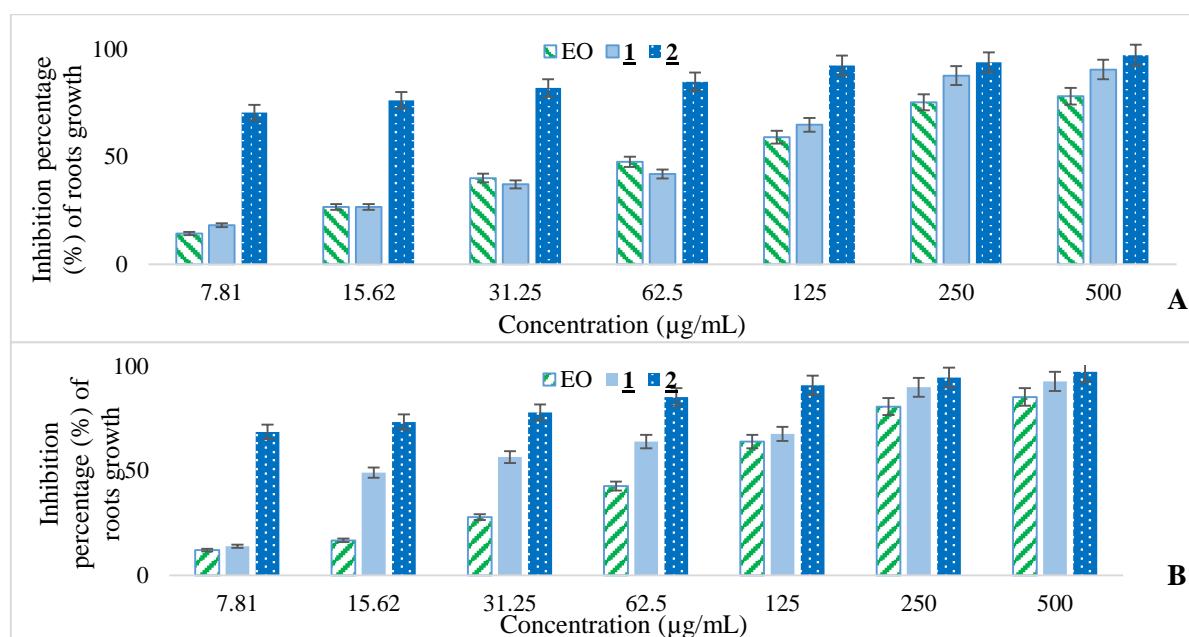 Inhibition percentage
(%) of roots growth
100
50
0
EO 1 2
7.81 15.62 31.25 62.5 125 250 500
Concentration (µg/mL)
A
Inhibition
percentage (%) of
roots growth
100
50
0
EO 1 2
7.81 15.62 31.25 62.5 125 250 500
Concentration (µg/mL)
B